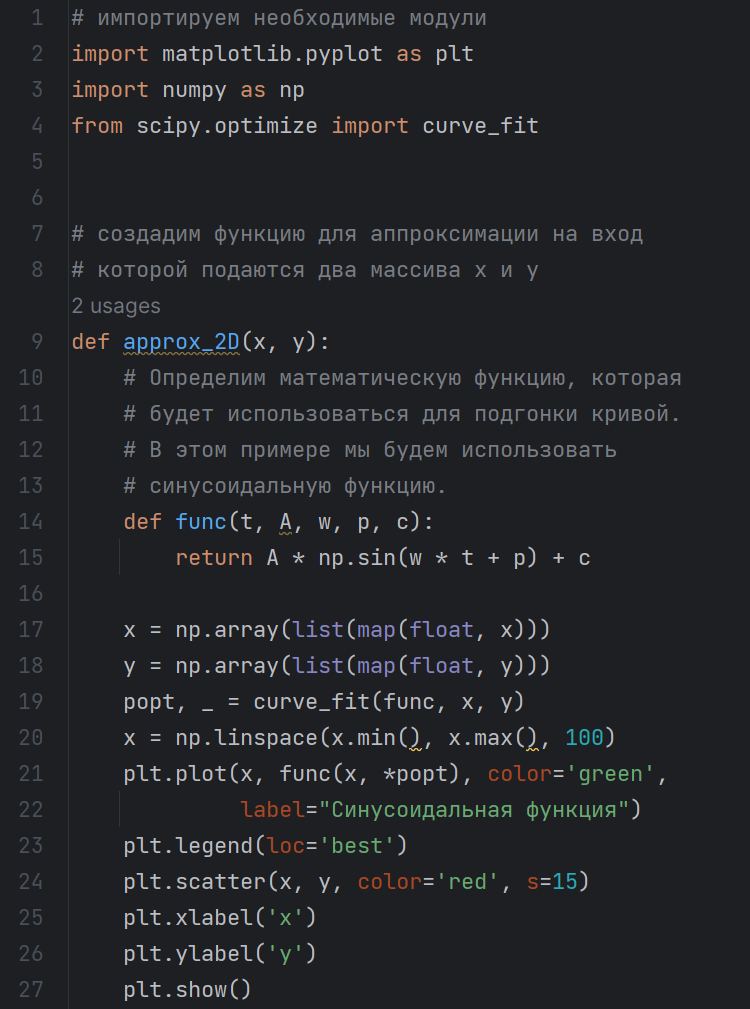 1 # импортируем необходимые модули
2 import matplotlib.pyplot as plt
3 import numpy as np
4 from scipy.optimize import curve_fit
5
6
7 # создадим функцию для аппроксимации на вход
8 # которой подаются два массива x и y
2 usages
9 def approx_2D(x, y):
10     # Определим математическую функцию, которая
11     # будет использоваться для подгонки кривой.
12     # В этом примере мы будем использовать
13     # синусоидальную функцию.
14     def func(t, A, w, p, c):
15         return A * np.sin(w * t + p) + c
16
17     x = np.array(list(map(float, x)))
18     y = np.array(list(map(float, y)))
19     popt, _ = curve_fit(func, x, y)
20     x = np.linspace(x.min(), x.max(), 100)
21     plt.plot(x, func(x, *popt), color='green',
22              label="Синусоидальная функция")
23     plt.legend(loc='best')
24     plt.scatter(x, y, color='red', s=15)
25     plt.xlabel('x')
26     plt.ylabel('y')
27     plt.show()